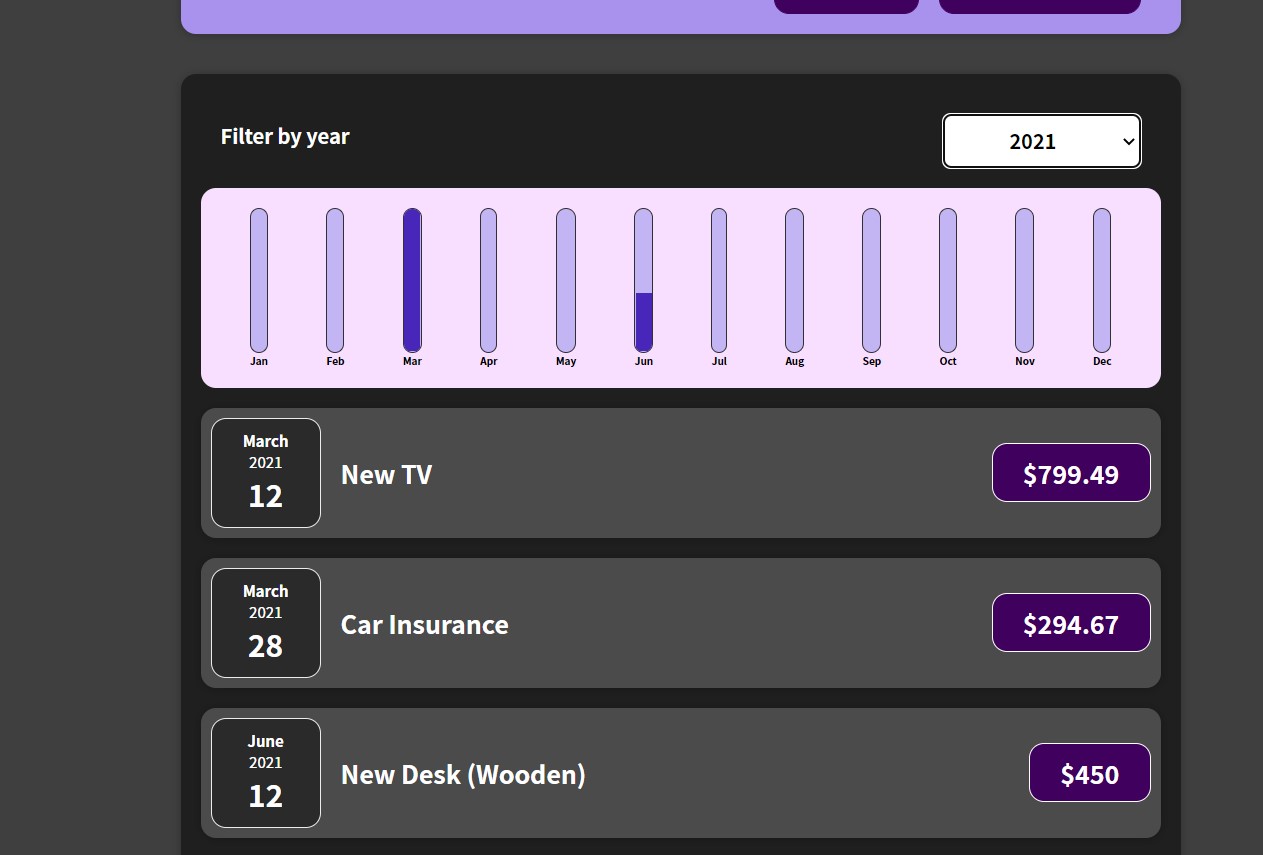 Filter by year
2021
Jan Feb Mar Apr May Jun Jul Aug Sep Oct Nov Dec
March
2021
12
New TV
$799.49
March
2021
28
Car Insurance
$294.67
June
2021
12
New Desk (Wooden)
$450